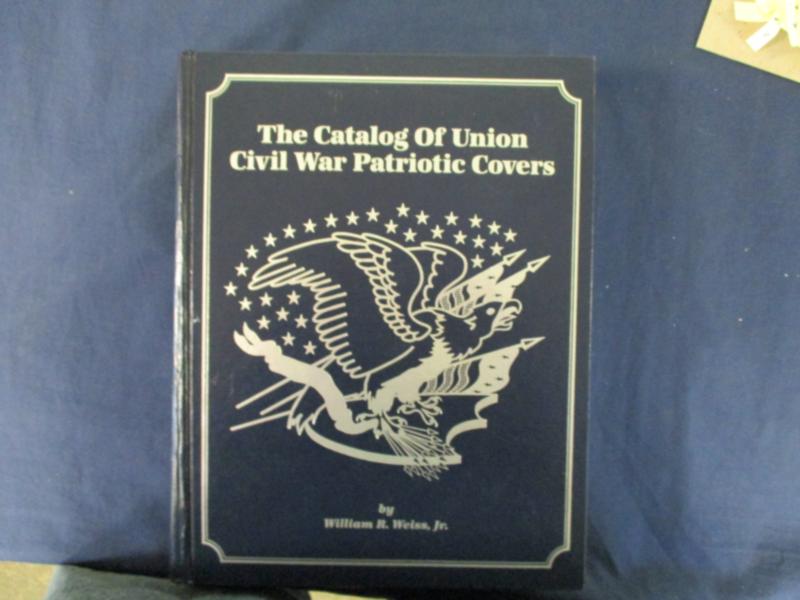 The Catalog Of Union
Civil War Patriotic Covers
by
William R. Weiss, Jr.